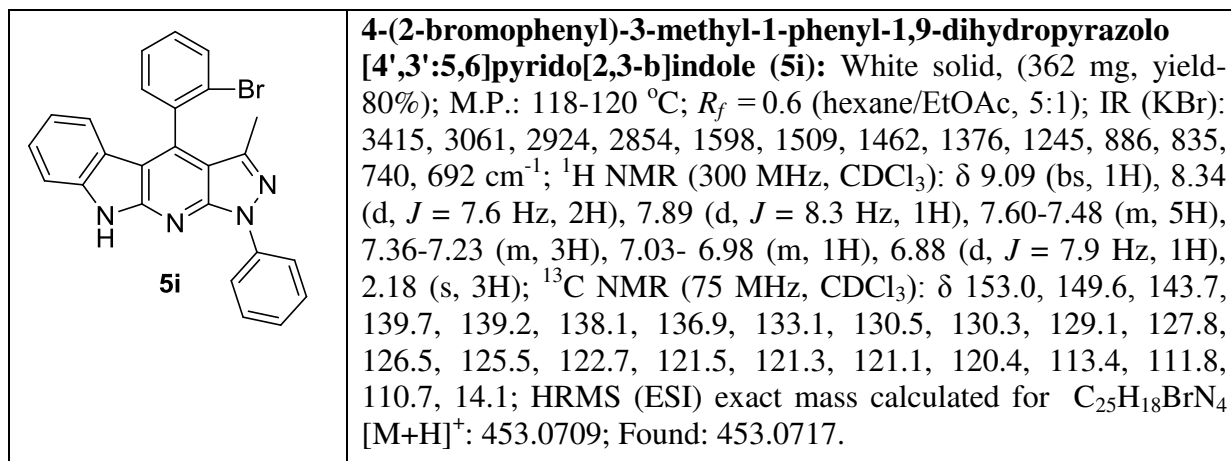 Br
N
N
N
H
N
5i
4-(2-bromophenyl)-3-methyl-1-phenyl-1,9-dihydropyrazolo
[4',3':5,6]pyrido[2,3-b]indole (5i): White solid, (362 mg, yield-
80%); M.P.: 118-120 °C; Rf = 0.6 (hexane/EtOAc, 5:1); IR (KBr):
3415, 3061, 2924, 2854, 1598, 1509, 1462, 1376, 1245, 886, 835,
740, 692 cm-1; 1H NMR (300 MHz, CDCl3): δ 9.09 (bs, 1H), 8.34
(d, J = 7.6 Hz, 2H), 7.89 (d, J = 8.3 Hz, 1H), 7.60-7.48 (m, 5H),
7.36-7.23 (m, 3H), 7.03- 6.98 (m, 1H), 6.88 (d, J = 7.9 Hz, 1H),
2.18 (s, 3H); 13C NMR (75 MHz, CDCl3): δ 153.0, 149.6, 143.7,
139.7, 139.2, 138.1, 136.9, 133.1, 130.5, 130.3, 129.1, 127.8,
126.5, 125.5, 122.7, 121.5, 121.3, 121.1, 120.4, 113.4, 111.8,
110.7, 14.1; HRMS (ESI) exact mass calculated for C25H18BrN4
[M+H]+: 453.0709; Found: 453.0717.